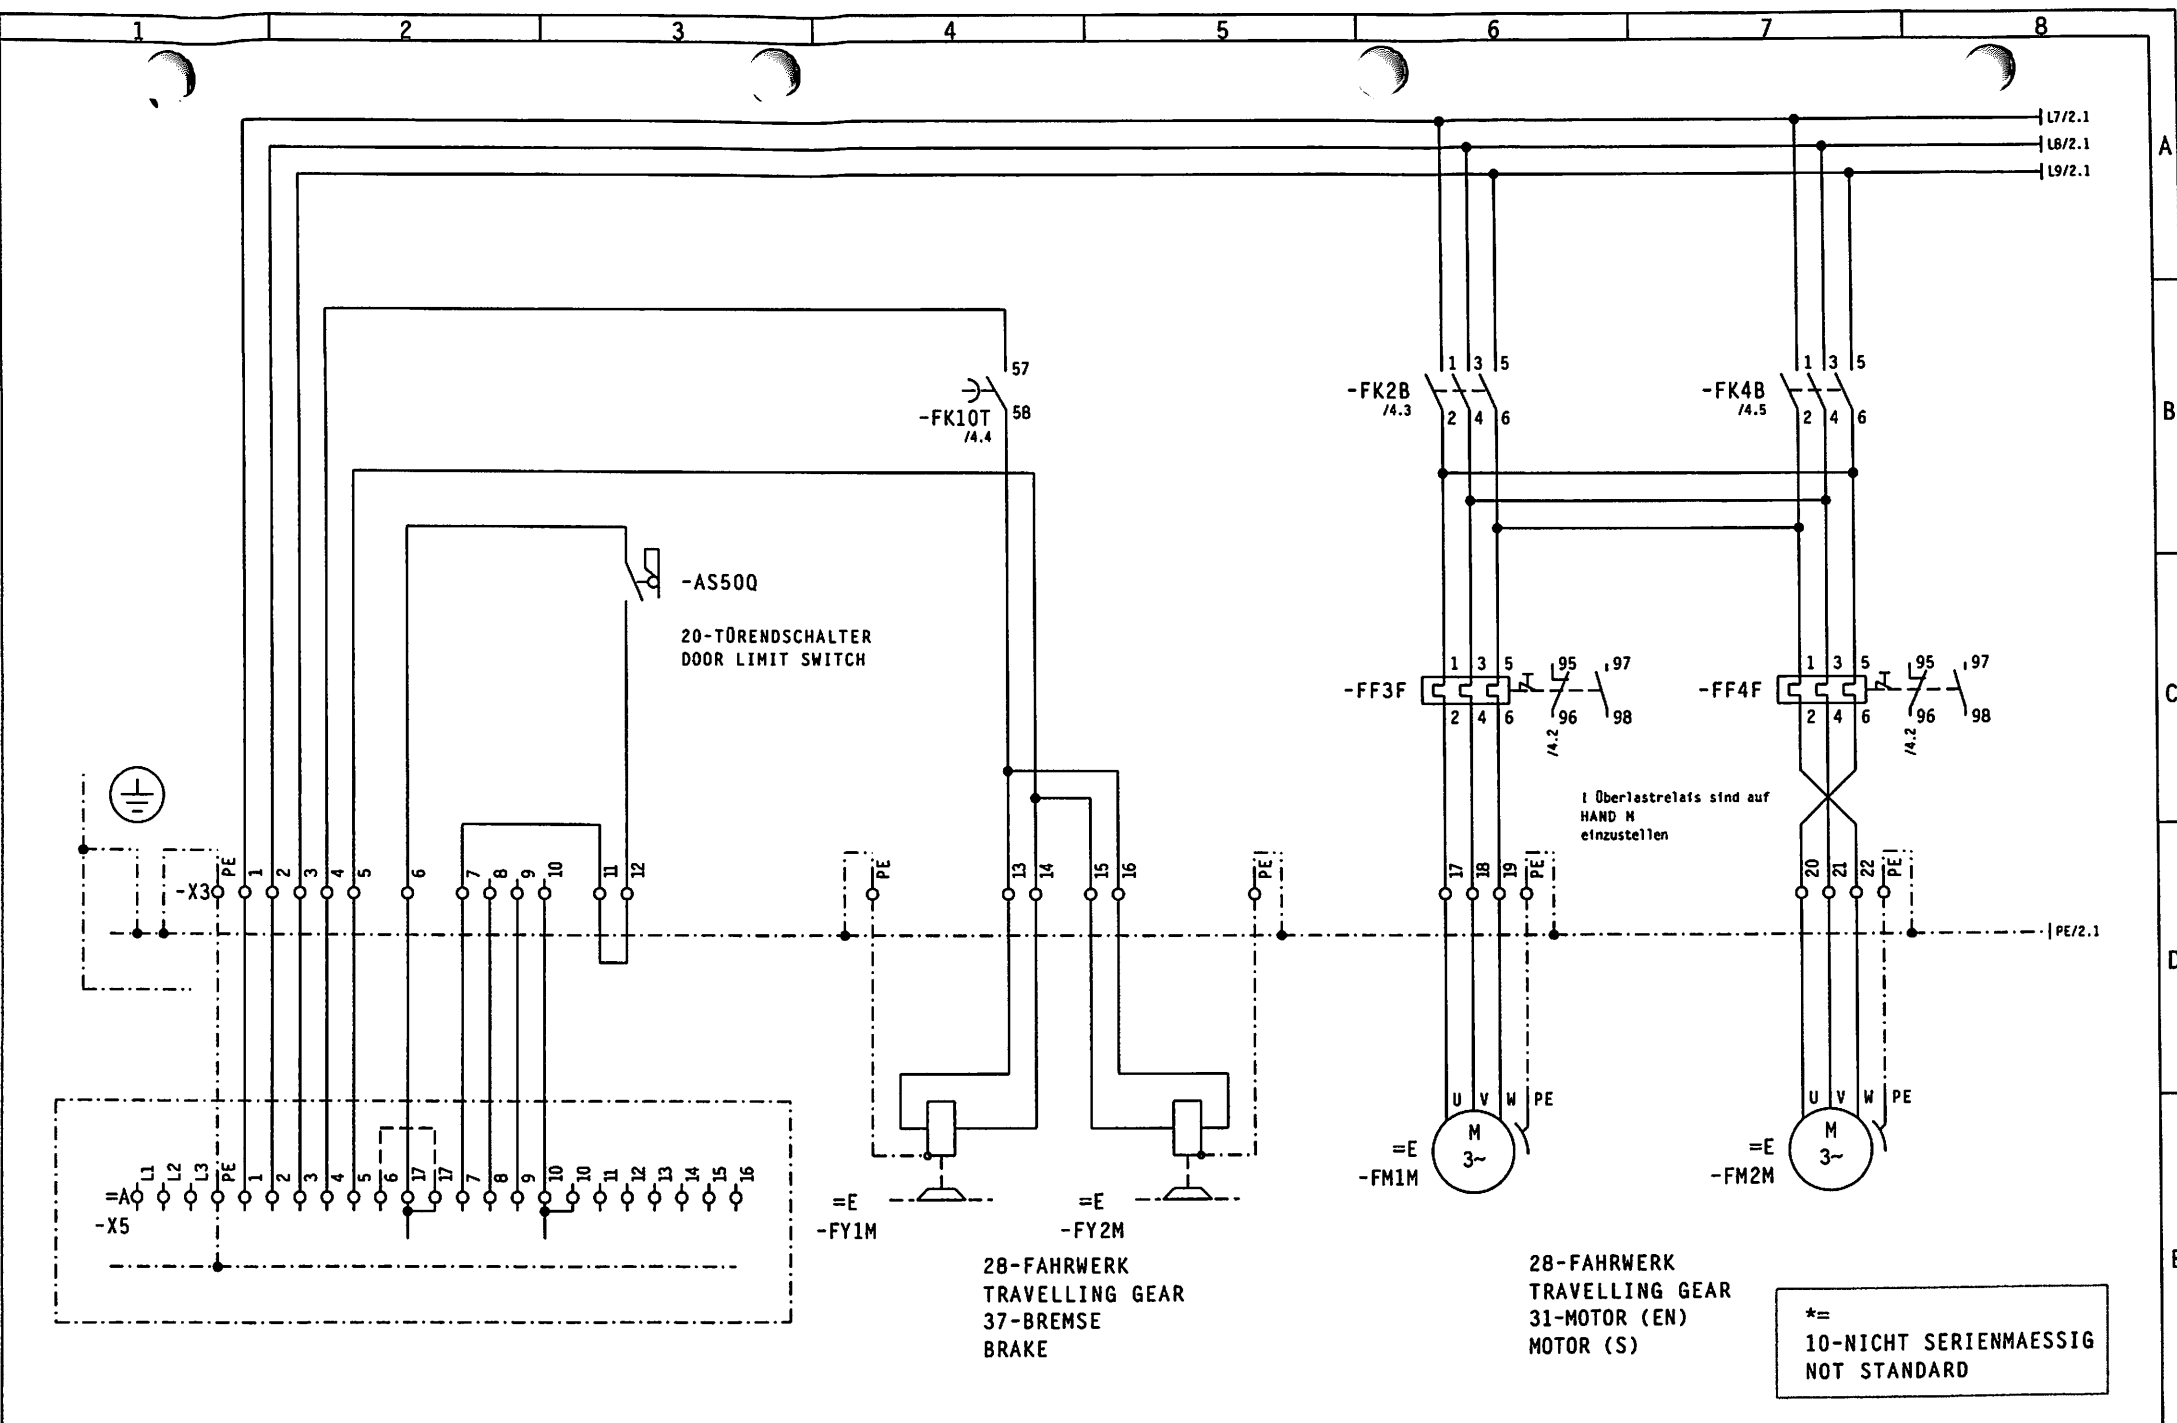 1 2 3 4 5 6 7 8
L7/2.1
L8/2.1
L9/2.1
A
B
C
D
E
57
-FK10T
58
/4.4
1 3 5
-FK2B
/4.3
2 4 6
1 3 5
-FK4B
/4.5
2 4 6
-AS50Q
20-TÜRENDSCHALTER
DOOR LIMIT SWITCH
1 3 5 95 97
-FF3F
2 4 6 96 98
/4.2
1 3 5 95 97
-FF4F
2 4 6 96 98
/4.2
Überlastrelais sind auf
HAND M
einzustellen
-X3 PE 1 2 3 4 5 6 7 8 9 10 11 12 PE 13 14 15 16 PE 17 18 19 PE 20 21 22 PE
PE/2.1
U V W PE
M
3~
=E
-FM1M
U V W PE
M
3~
=E
-FM2M
=A L1 L2 L3 PE 1 2 3 4 5 6 17 17 7 8 9 10 10 11 12 13 14 15 16
-X5
=E
-FY1M
=E
-FY2M
28-FAHRWERK
TRAVELLING GEAR
37-BREMSE
BRAKE
28-FAHRWERK
TRAVELLING GEAR
31-MOTOR (EN)
MOTOR (S)
*=
10-NICHT SERIENMAESSIG
NOT STANDARD